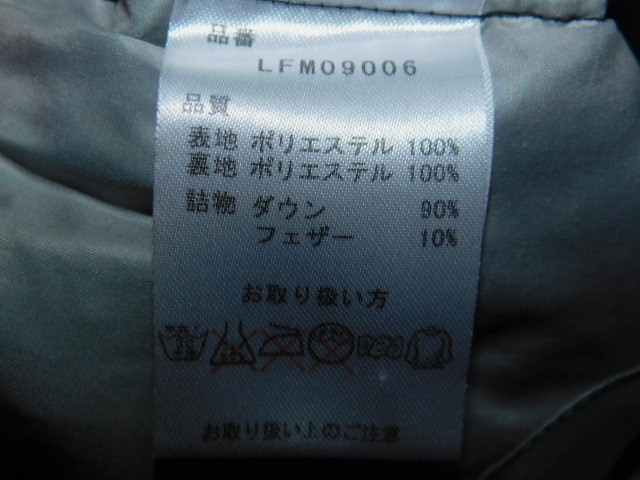 品番
LFM09006
品質
表地 ポリエステル 100%
裏地 ポリエステル 100%
詰物 ダウン 90%
フェザー 10%
お取り扱い方
お取り扱い上のご注意